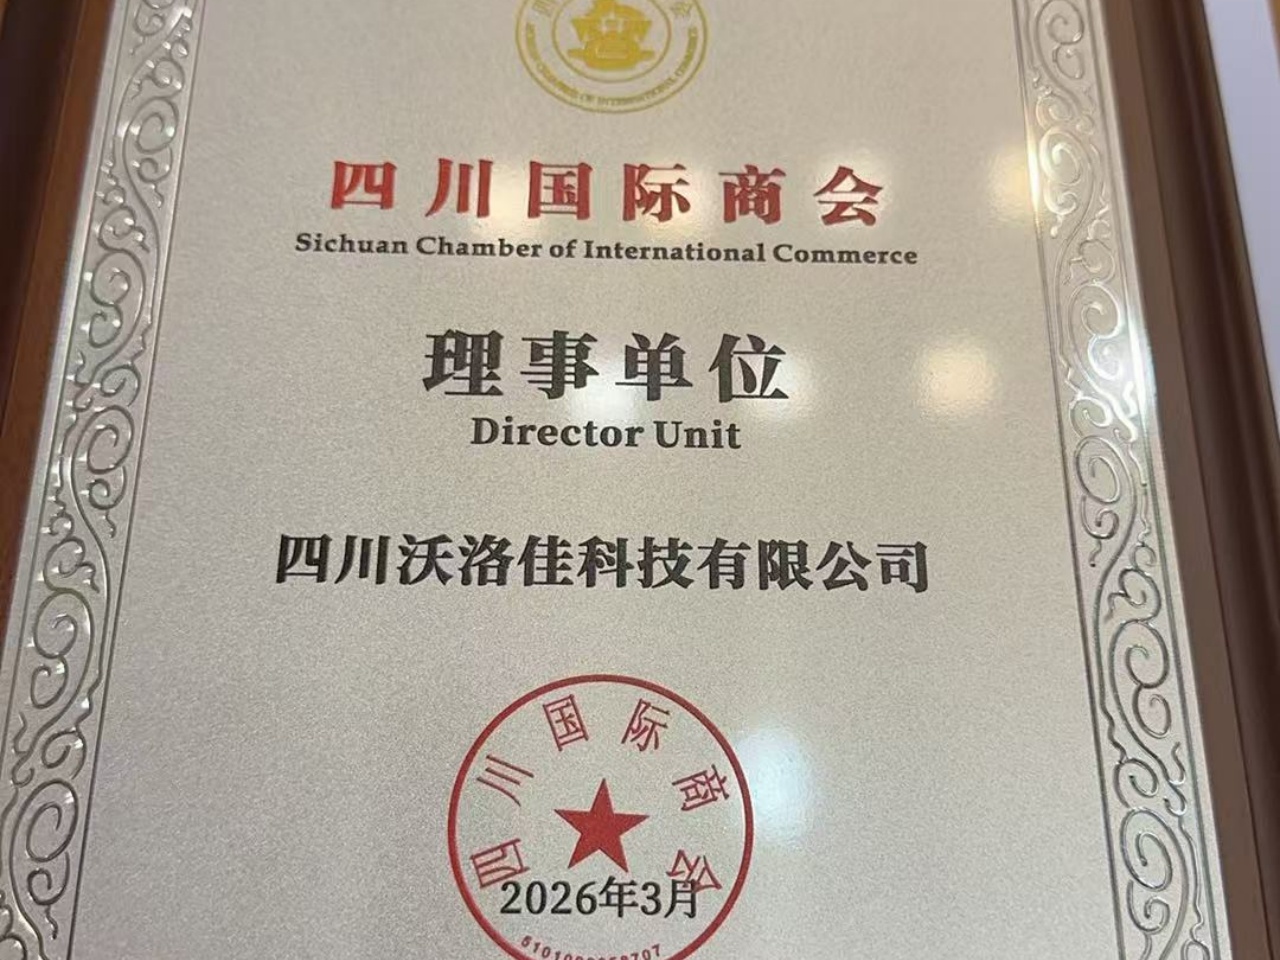 四川国际商会
Sichuan Chamber of International Commerce
理事单位
Director Unit
四川沃洛佳科技有限公司
四川国际商会
2026年3月